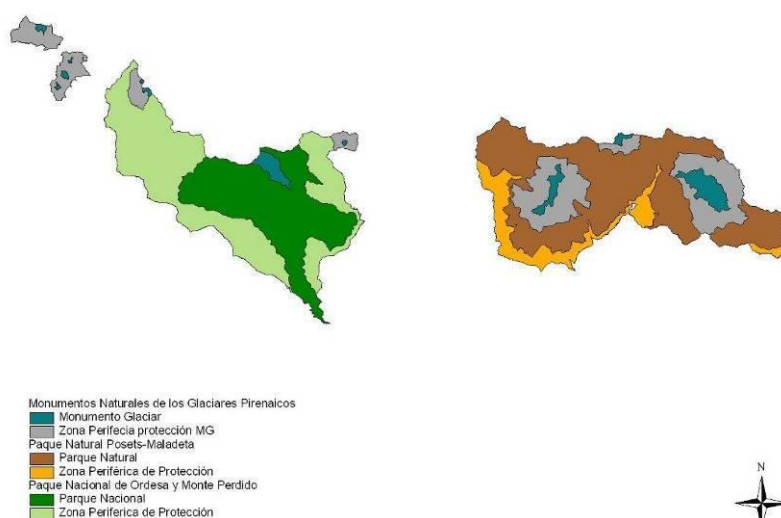 Monumentos Naturales de los Glaciares Pirenaicos
Monumento Glaciar
Zona Perifecia protección MG
Paque Natural Posets-Maladeta
Parque Natural
Zona Periférica de Protección
Paque Nacional de Ordesa y Monte Perdido
Parque Nacional
Zona Periferica de Protección
N